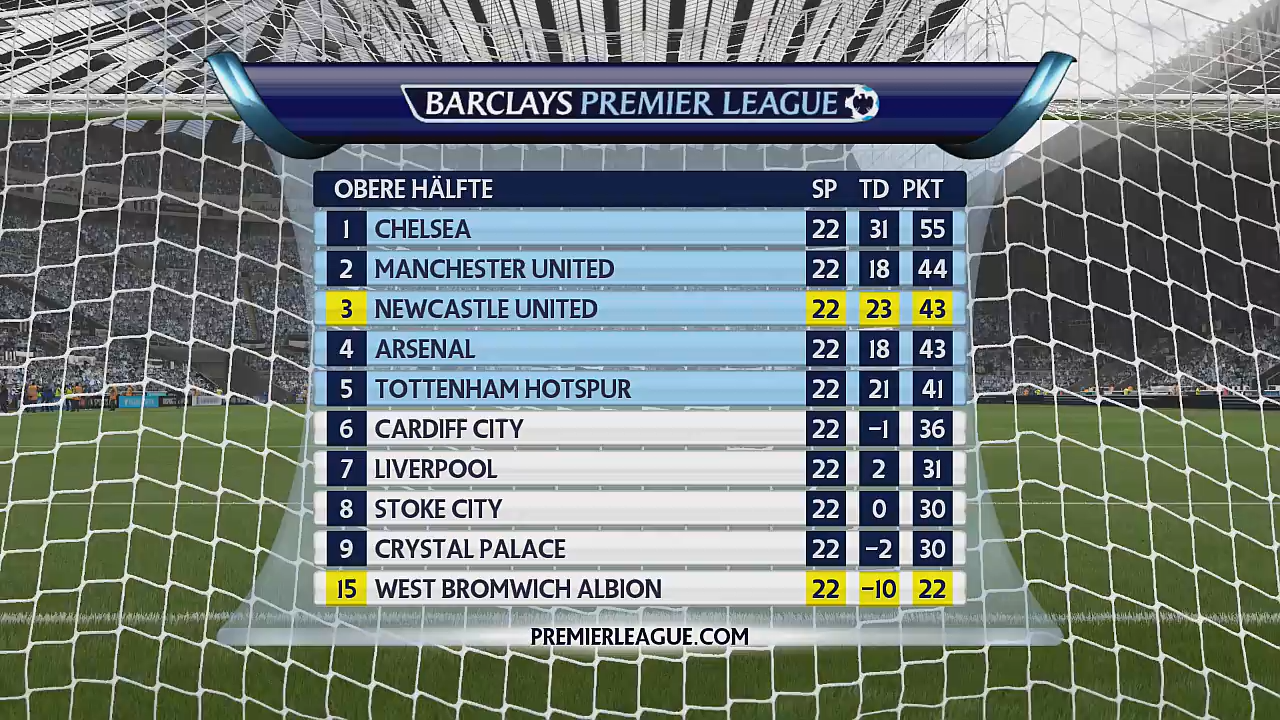 BARCLAYS PREMIER LEAGUE
OBERE HÄLFTE SP TD PKT
1 CHELSEA 22 31 55
2 MANCHESTER UNITED 22 18 44
3 NEWCASTLE UNITED 22 23 43
4 ARSENAL 22 18 43
5 TOTTENHAM HOTSPUR 22 21 41
6 CARDIFF CITY 22 -1 36
7 LIVERPOOL 22 2 31
8 STOKE CITY 22 0 30
9 CRYSTAL PALACE 22 -2 30
15 WEST BROMWICH ALBION 22 -10 22
PREMIERLEAGUE.COM